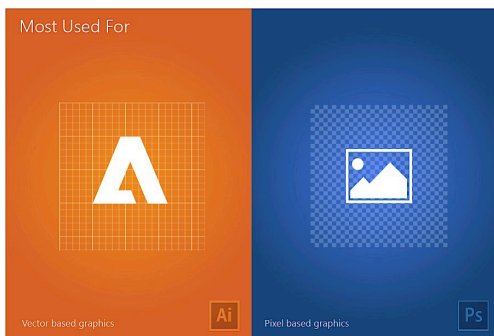 Most Used For
Vector based graphics
Ai
Pixel based graphics
Ps